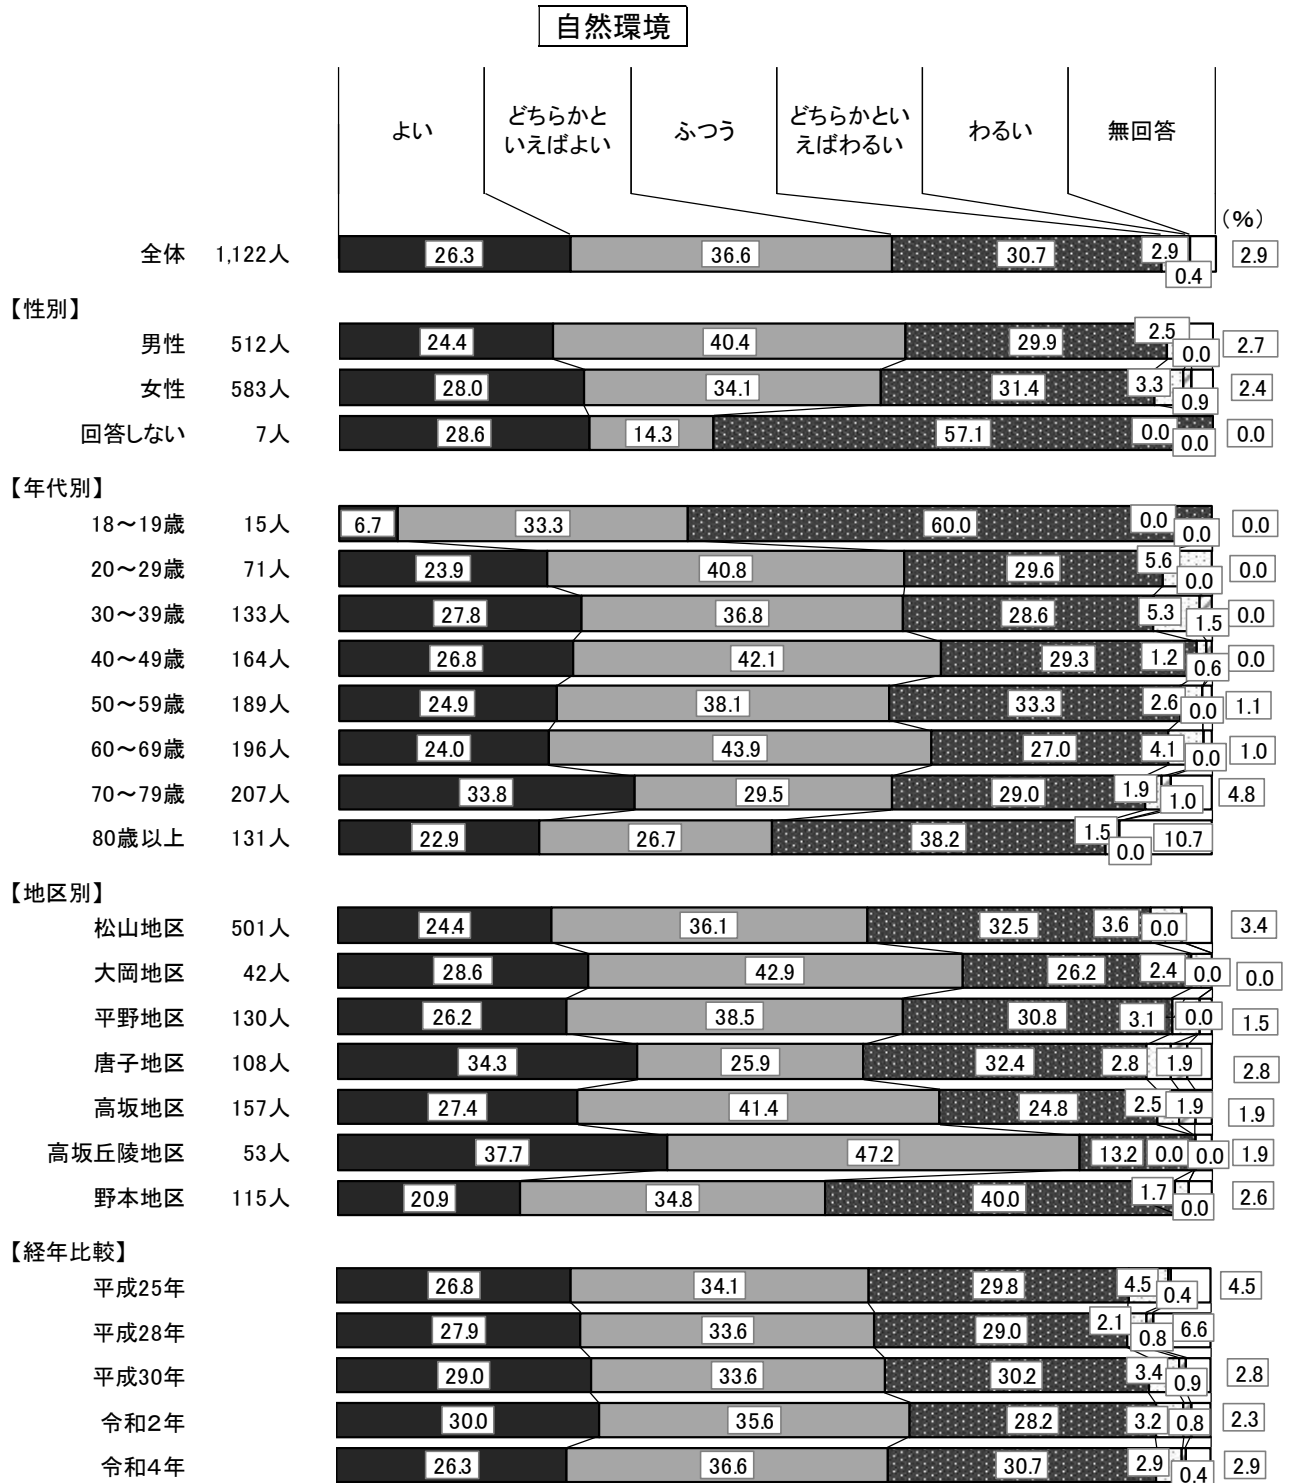 自然環境
よい
どちらかと
いえばよい
ふつう
どちらかとい
えばわるい
わるい
無回答
(%)
全体 1,122人 26.3 36.6 30.7 2.9 0.4 2.9
【性別】
男性 512人 24.4 40.4 29.9 2.5 0.0 2.7
女性 583人 28.0 34.1 31.4 3.3 0.9 2.4
回答しない 7人 28.6 14.3 57.1 0.0 0.0 0.0
【年代別】
18～19歳 15人 6.7 33.3 60.0 0.0 0.0 0.0
20～29歳 71人 23.9 40.8 29.6 5.6 0.0 0.0
30～39歳 133人 27.8 36.8 28.6 5.3 1.5 0.0
40～49歳 164人 26.8 42.1 29.3 1.2 0.6 0.0
50～59歳 189人 24.9 38.1 33.3 2.6 0.0 1.1
60～69歳 196人 24.0 43.9 27.0 4.1 0.0 1.0
70～79歳 207人 33.8 29.5 29.0 1.9 1.0 4.8
80歳以上 131人 22.9 26.7 38.2 1.5 0.0 10.7
【地区別】
松山地区 501人 24.4 36.1 32.5 3.6 0.0 3.4
大岡地区 42人 28.6 42.9 26.2 2.4 0.0 0.0
平野地区 130人 26.2 38.5 30.8 3.1 0.0 1.5
唐子地区 108人 34.3 25.9 32.4 2.8 1.9 2.8
高坂地区 157人 27.4 41.4 24.8 2.5 1.9 1.9
高坂丘陵地区 53人 37.7 47.2 13.2 0.0 0.0 1.9
野本地区 115人 20.9 34.8 40.0 1.7 0.0 2.6
【経年比較】
平成25年 26.8 34.1 29.8 4.5 0.4 4.5
平成28年 27.9 33.6 29.0 2.1 0.8 6.6
平成30年 29.0 33.6 30.2 3.4 0.9 2.8
令和2年 30.0 35.6 28.2 3.2 0.8 2.3
令和4年 26.3 36.6 30.7 2.9 0.4 2.9